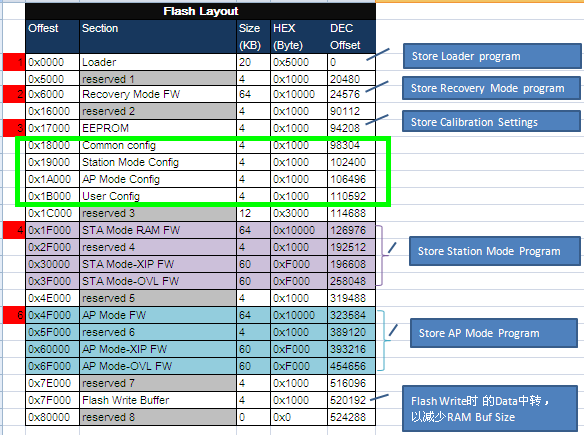 Flash Layout
Offest Section Size (KB) HEX (Byte) DEC Offset
1 0x0000 Loader 20 0x5000 0 Store Loader program
0x5000 reserved 1 4 0x1000 20480
2 0x6000 Recovery Mode FW 64 0x10000 24576 Store Recovery Mode program
0x16000 reserved 2 4 0x1000 90112
3 0x17000 EEPROM 4 0x1000 94208 Store Calibration Settings
0x18000 Common config 4 0x1000 98304
0x19000 Station Mode Config 4 0x1000 102400
0x1A000 AP Mode Config 4 0x1000 106496
0x1B000 User Config 4 0x1000 110592
0x1C000 reserved 3 12 0x3000 114688
4 0x1F000 STA Mode RAM FW 64 0x10000 126976
0x2F000 reserved 4 4 0x1000 192512 Store Station Mode Program
0x30000 STA Mode-XIP FW 60 0xF000 196608
0x3F000 STA Mode-OVL FW 60 0xF000 258048
0x4E000 reserved 5 4 0x1000 319488
6 0x4F000 AP Mode FW 64 0x10000 323584
0x5F000 reserved 6 4 0x1000 389120 Store AP Mode Program
0x60000 AP Mode-XIP FW 60 0xF000 393216
0x6F000 AP Mode-OVL FW 60 0xF000 454656
0x7E000 reserved 7 4 0x1000 516096
0x7F000 Flash Write Buffer 4 0x1000 520192 Flash Write时 的Data中转，
以减少RAM Buf Size
0x80000 reserved 8 0 0x0 524288